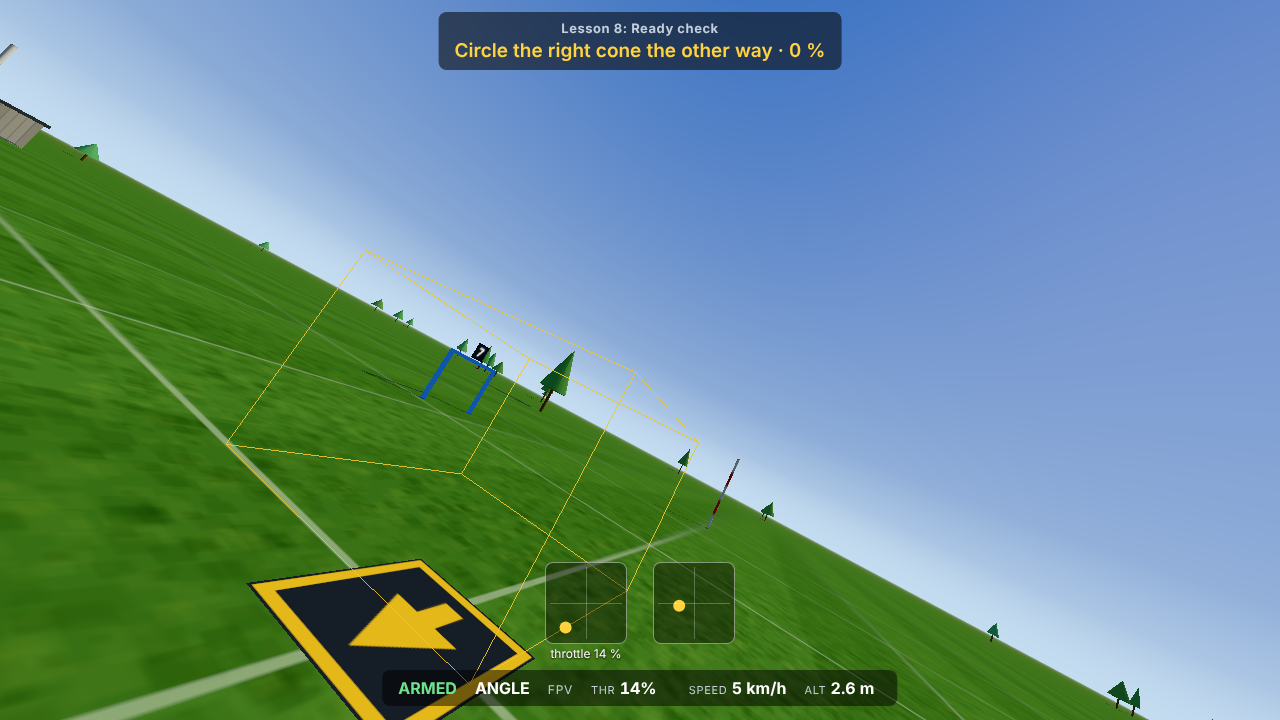 Lesson 8: Ready check
Circle the right cone the other way · 0 %
7
throttle 14 %
ARMED ANGLE FPV THR 14% SPEED 5 km/h ALT 2.6 m